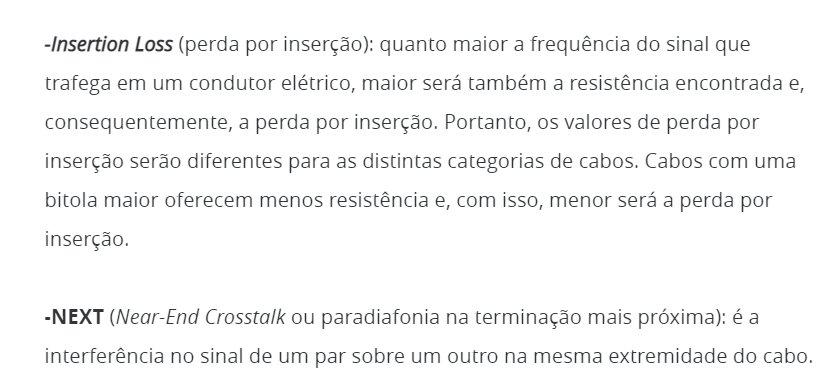 -Insertion Loss (perda por inserção): quanto maior a frequência do sinal que
trafega em um condutor elétrico, maior será também a resistência encontrada e,
consequentemente, a perda por inserção. Portanto, os valores de perda por
inserção serão diferentes para as distintas categorias de cabos. Cabos com uma
bitola maior oferecem menos resistência e, com isso, menor será a perda por
inserção.
-NEXT (Near-End Crosstalk ou paradiafonia na terminação mais próxima): é a
interferência no sinal de um par sobre um outro na mesma extremidade do cabo.